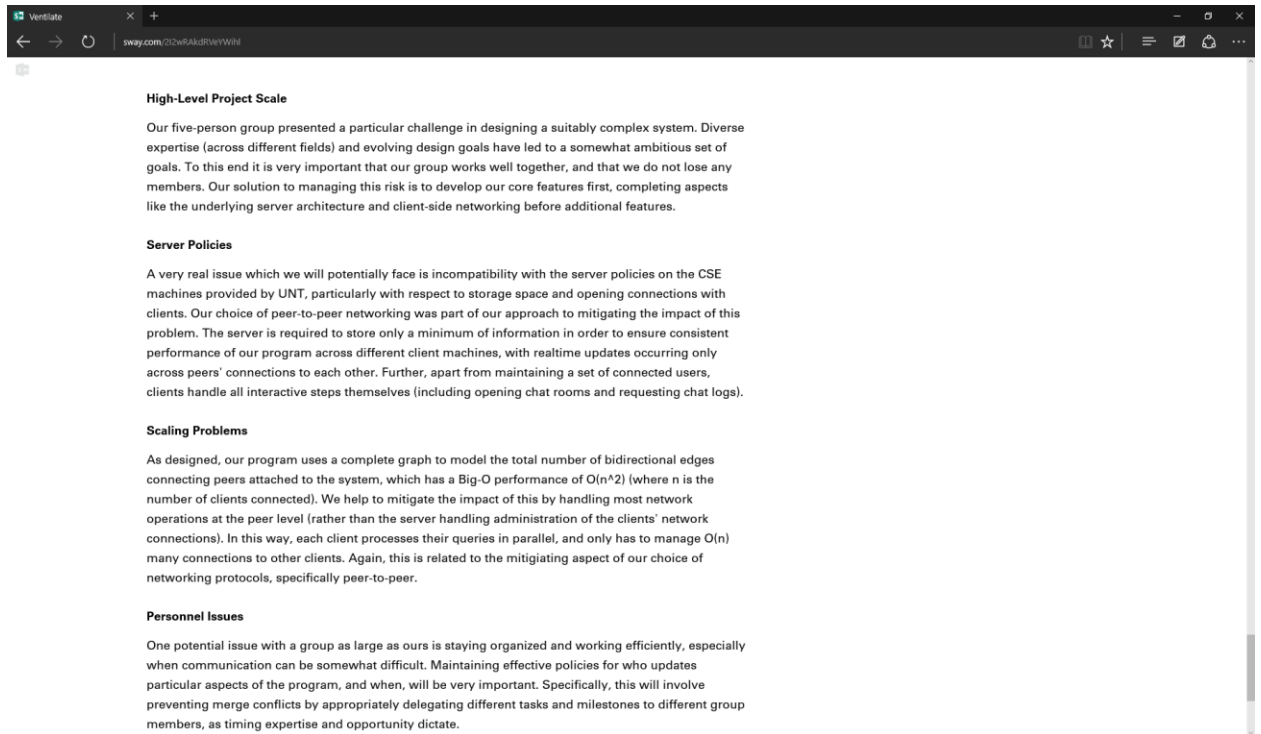 Ventilate
sway.com/2I2wRAkdRVeYWihl
High-Level Project Scale
Our five-person group presented a particular challenge in designing a suitably complex system. Diverse
expertise (across different fields) and evolving design goals have led to a somewhat ambitious set of
goals. To this end it is very important that our group works well together, and that we do not lose any
members. Our solution to managing this risk is to develop our core features first, completing aspects
like the underlying server architecture and client-side networking before additional features.
Server Policies
A very real issue which we will potentially face is incompatibility with the server policies on the CSE
machines provided by UNT, particularly with respect to storage space and opening connections with
clients. Our choice of peer-to-peer networking was part of our approach to mitigating the impact of this
problem. The server is required to store only a minimum of information in order to ensure consistent
performance of our program across different client machines, with realtime updates occurring only
across peers' connections to each other. Further, apart from maintaining a set of connected users,
clients handle all interactive steps themselves (including opening chat rooms and requesting chat logs).
Scaling Problems
As designed, our program uses a complete graph to model the total number of bidirectional edges
connecting peers attached to the system, which has a Big-O performance of O(n^2) (where n is the
number of clients connected). We help to mitigate the impact of this by handling most network
operations at the peer level (rather than the server handling administration of the clients' network
connections). In this way, each client processes their queries in parallel, and only has to manage O(n)
many connections to other clients. Again, this is related to the mitigiating aspect of our choice of
networking protocols, specifically peer-to-peer.
Personnel Issues
One potential issue with a group as large as ours is staying organized and working efficiently, especially
when communication can be somewhat difficult. Maintaining effective policies for who updates
particular aspects of the program, and when, will be very important. Specifically, this will involve
preventing merge conflicts by appropriately delegating different tasks and milestones to different group
members, as timing expertise and opportunity dictate.